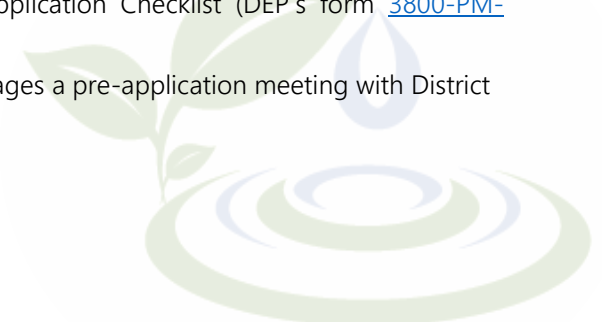 pplication Checklist (DEP's form 3800-PM-
ages a pre-application meeting with District